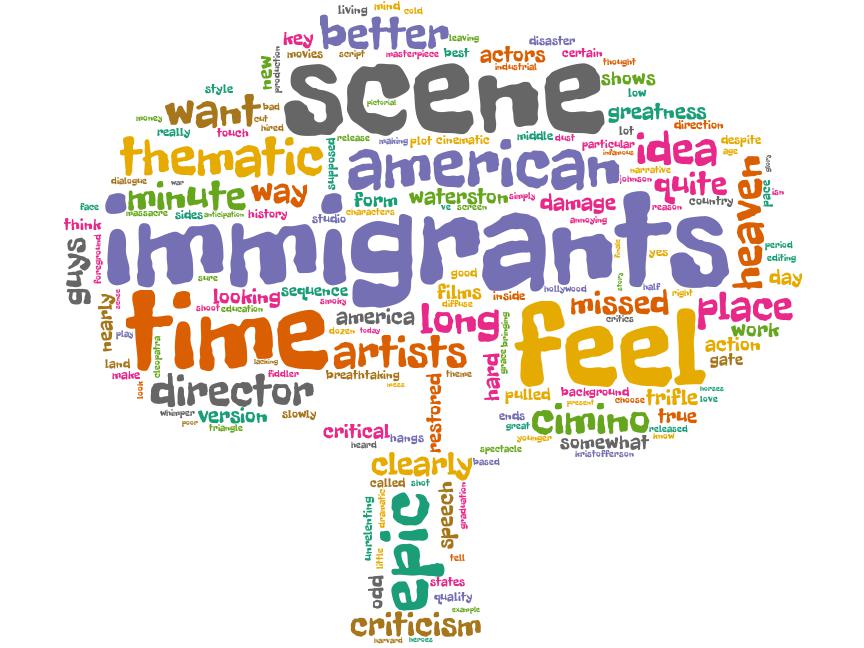 living mind cold
better
key leaving disaster
movies script masterpiece best actors certain
new production industrial thought
scene
shows
style low
want bad pictorial greatness
money cut
really touch hired lot direction
release making plot cinematic middle dust particular idea despite
thematic supposed american infamous age
narrative
dialogue war johnson quite pace isn
minute way form waterston simply damage reason country heaven
face massacre sides anticipation history studio characters ve screen annoying
think
immigrants
guys foreground yes period
editing
sure good hollywood half right day
looking sequence films inside missed place
nearly sense shoot education smoky diffuse critics
time america long feel work
play dozen today bringing action
cleopatra artists grace gate
land lacking
make fiddler breathtaking theme hard
look director mess horses
restored pulled background choose trifle love
whimper version slowly present
poor ends cimino true
triangle great released
critical hangs younger somewhat know
heard spectacle kristofferson
clearly based
called shot
unrelenting dramatic speech graduation
epic
little tell
odd states
quality
example
criticism
harvard heroes